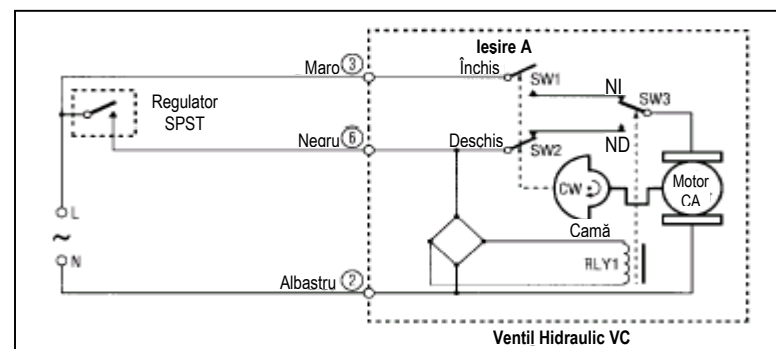 Ieșire A
Maro 3
Închis
SW1
NI
SW3
Regulator
SPST
Negru 6
Deschis
SW2
ND
CW
Motor
CA
Camă
L
~
N
RLY1
Albastru 2
Ventil Hidraulic VC